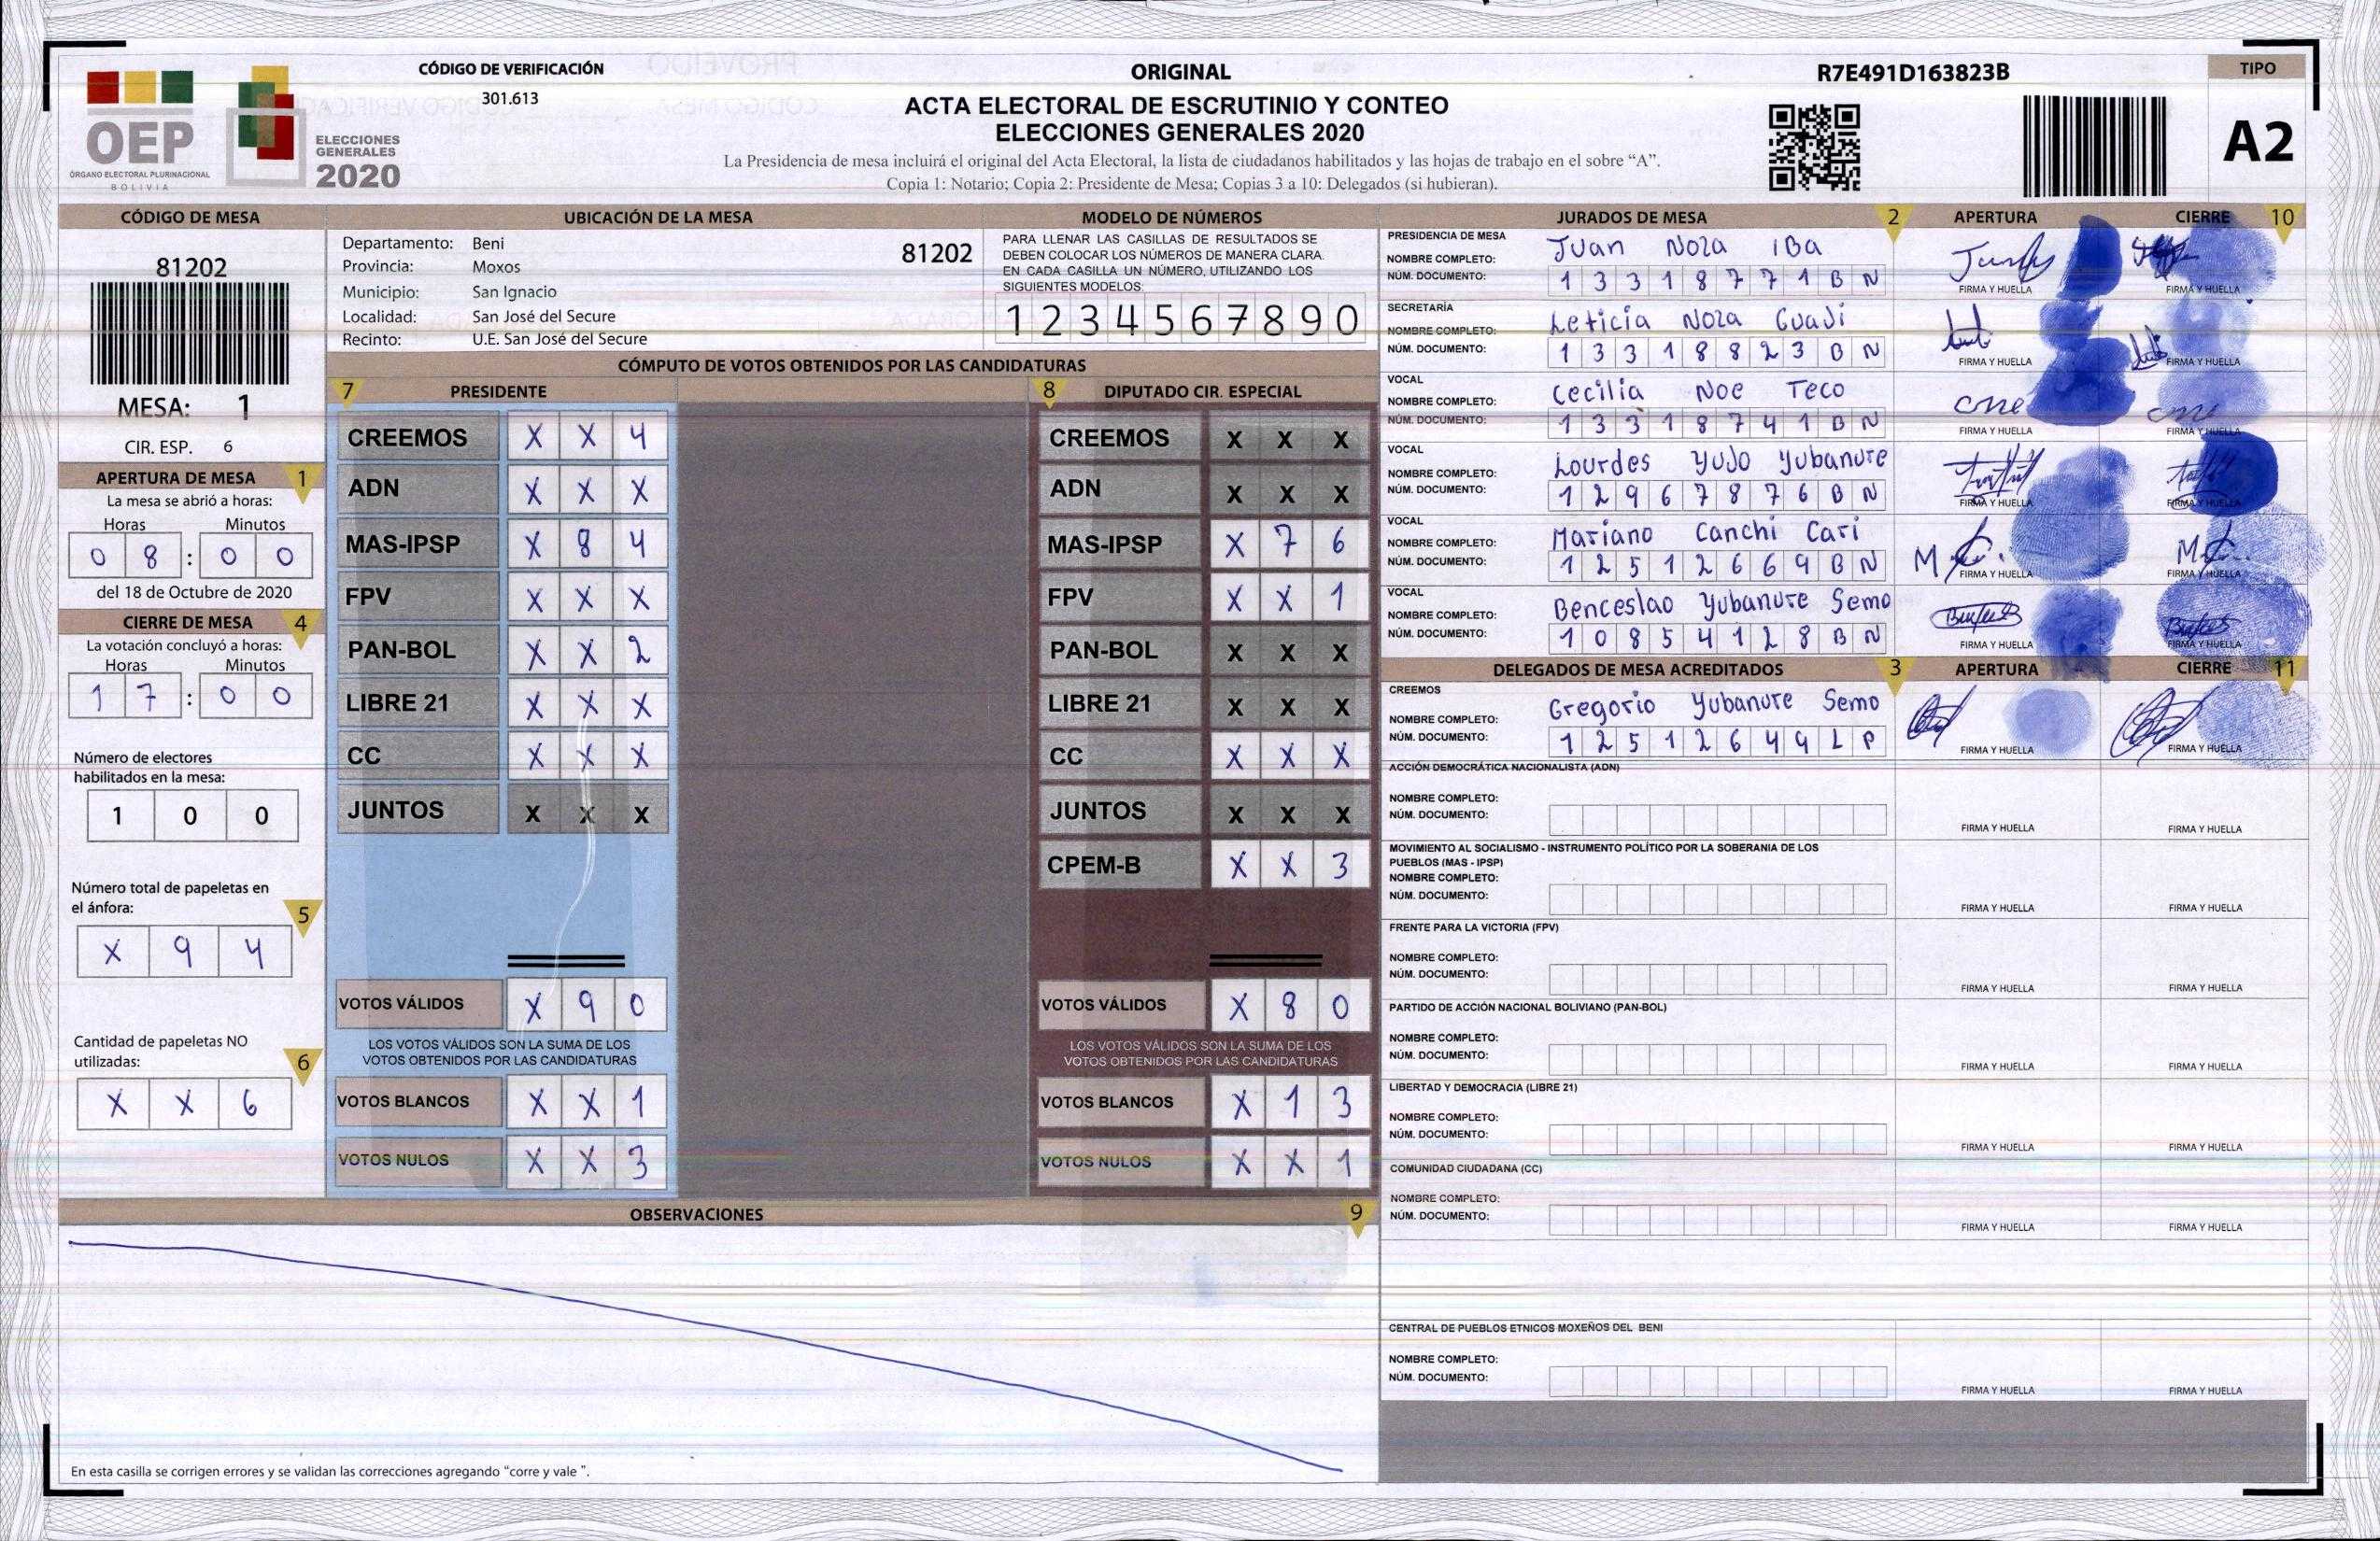 CÓDIGO DE VERIFICACIÓN
301.613
OEP
ÓRGANO ELECTORAL PLURINACIONAL
BOLIVIA
ELECCIONES
GENERALES
2020
ORIGINAL
ACTA ELECTORAL DE ESCRUTINIO Y CONTEO
ELECCIONES GENERALES 2020
La Presidencia de mesa incluirá el original del Acta Electoral, la lista de ciudadanos habilitados y las hojas de trabajo en el sobre “A”.
Copia 1: Notario; Copia 2: Presidente de Mesa; Copias 3 a 10: Delegados (si hubieran).
R7E491D163823B
TIPO
A2
CÓDIGO DE MESA
81202
MESA: 1
CIR. ESP. 6
APERTURA DE MESA 1
La mesa se abrió a horas:
Horas Minutos
0 8 : 0 0
del 18 de Octubre de 2020
CIERRE DE MESA 4
La votación concluyó a horas:
Horas Minutos
1 7 : 0 0
Número de electores
habilitados en la mesa:
1 0 0
Número total de papeletas en
el ánfora:
5
X 9 4
Cantidad de papeletas NO
utilizadas:
6
X X 6
UBICACIÓN DE LA MESA
Departamento: Beni
81202
Provincia: Moxos
Municipio: San Ignacio
Localidad: San José del Secure
Recinto: U.E. San José del Secure
MODELO DE NÚMEROS
PARA LLENAR LAS CASILLAS DE RESULTADOS SE
DEBEN COLOCAR LOS NÚMEROS DE MANERA CLARA.
EN CADA CASILLA UN NÚMERO, UTILIZANDO LOS
SIGUIENTES MODELOS:
1 2 3 4 5 6 7 8 9 0
CÓMPUTO DE VOTOS OBTENIDOS POR LAS CANDIDATURAS
7 PRESIDENTE
CREEMOS X X 4
ADN X X X
MAS-IPSP X 8 4
FPV X X X
PAN-BOL X X 2
LIBRE 21 X X X
CC X X X
JUNTOS X X X
VOTOS VÁLIDOS X 9 0
LOS VOTOS VÁLIDOS SON LA SUMA DE LOS
VOTOS OBTENIDOS POR LAS CANDIDATURAS
VOTOS BLANCOS X X 1
VOTOS NULOS X X 3
8 DIPUTADO CIR. ESPECIAL
CREEMOS X X X
ADN X X X
MAS-IPSP X 7 6
FPV X X 1
PAN-BOL X X X
LIBRE 21 X X X
CC X X X
JUNTOS X X X
CPEM-B X X 3
VOTOS VÁLIDOS X 8 0
LOS VOTOS VÁLIDOS SON LA SUMA DE LOS
VOTOS OBTENIDOS POR LAS CANDIDATURAS
VOTOS BLANCOS X 1 3
VOTOS NULOS X X 1
OBSERVACIONES 9
En esta casilla se corrigen errores y se validan las correcciones agregando “corre y vale ”.
JURADOS DE MESA 2 APERTURA CIERRE 10
PRESIDENCIA DE MESA
NOMBRE COMPLETO: Juan Noza Iba
NÚM. DOCUMENTO: 1 3 3 1 8 7 7 1 B N
FIRMA Y HUELLA FIRMA Y HUELLA
SECRETARÍA
NOMBRE COMPLETO: Leticia Noza Guaji
NÚM. DOCUMENTO: 1 3 3 1 8 8 2 3 B N
FIRMA Y HUELLA FIRMA Y HUELLA
VOCAL
NOMBRE COMPLETO: Cecilia Noe Teco
NÚM. DOCUMENTO: 1 3 3 1 8 7 4 1 B N
FIRMA Y HUELLA FIRMA Y HUELLA
VOCAL
NOMBRE COMPLETO: Lourdes Yujo Yubanure
NÚM. DOCUMENTO: 1 2 9 6 7 8 7 6 B N
FIRMA Y HUELLA FIRMA Y HUELLA
VOCAL
NOMBRE COMPLETO: Mariano Canchi Cari
NÚM. DOCUMENTO: 1 2 5 1 2 6 6 9 B N
FIRMA Y HUELLA FIRMA Y HUELLA
VOCAL
NOMBRE COMPLETO: Benceslao Yubanure Semo
NÚM. DOCUMENTO: 1 0 8 5 4 1 2 8 B N
FIRMA Y HUELLA FIRMA Y HUELLA
DELEGADOS DE MESA ACREDITADOS 3 APERTURA CIERRE 11
CREEMOS
NOMBRE COMPLETO: Gregorio Yubanure Semo
NÚM. DOCUMENTO: 1 2 5 1 2 6 4 9 L P
FIRMA Y HUELLA FIRMA Y HUELLA
ACCIÓN DEMOCRÁTICA NACIONALISTA (ADN)
NOMBRE COMPLETO:
NÚM. DOCUMENTO:
FIRMA Y HUELLA FIRMA Y HUELLA
MOVIMIENTO AL SOCIALISMO - INSTRUMENTO POLÍTICO POR LA SOBERANIA DE LOS
PUEBLOS (MAS - IPSP)
NOMBRE COMPLETO:
NÚM. DOCUMENTO:
FIRMA Y HUELLA FIRMA Y HUELLA
FRENTE PARA LA VICTORIA (FPV)
NOMBRE COMPLETO:
NÚM. DOCUMENTO:
FIRMA Y HUELLA FIRMA Y HUELLA
PARTIDO DE ACCIÓN NACIONAL BOLIVIANO (PAN-BOL)
NOMBRE COMPLETO:
NÚM. DOCUMENTO:
FIRMA Y HUELLA FIRMA Y HUELLA
LIBERTAD Y DEMOCRACIA (LIBRE 21)
NOMBRE COMPLETO:
NÚM. DOCUMENTO:
FIRMA Y HUELLA FIRMA Y HUELLA
COMUNIDAD CIUDADANA (CC)
NOMBRE COMPLETO:
NÚM. DOCUMENTO:
FIRMA Y HUELLA FIRMA Y HUELLA
CENTRAL DE PUEBLOS ETNICOS MOXEÑOS DEL BENI
NOMBRE COMPLETO:
NÚM. DOCUMENTO:
FIRMA Y HUELLA FIRMA Y HUELLA